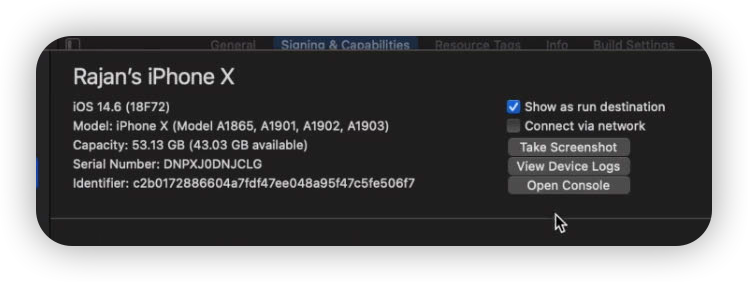 General Signing & Capabilities Resource Tags Info Build Settings
Rajan's iPhone X
iOS 14.6 (18F72)
Model: iPhone X (Model A1865, A1901, A1902, A1903)
Capacity: 53.13 GB (43.03 GB available)
Serial Number: DNPXJ0DNJCLG
Identifier: c2b0172886604a7fdf47ee048a95f47c5fe506f7
Show as run destination
Connect via network
Take Screenshot
View Device Logs
Open Console